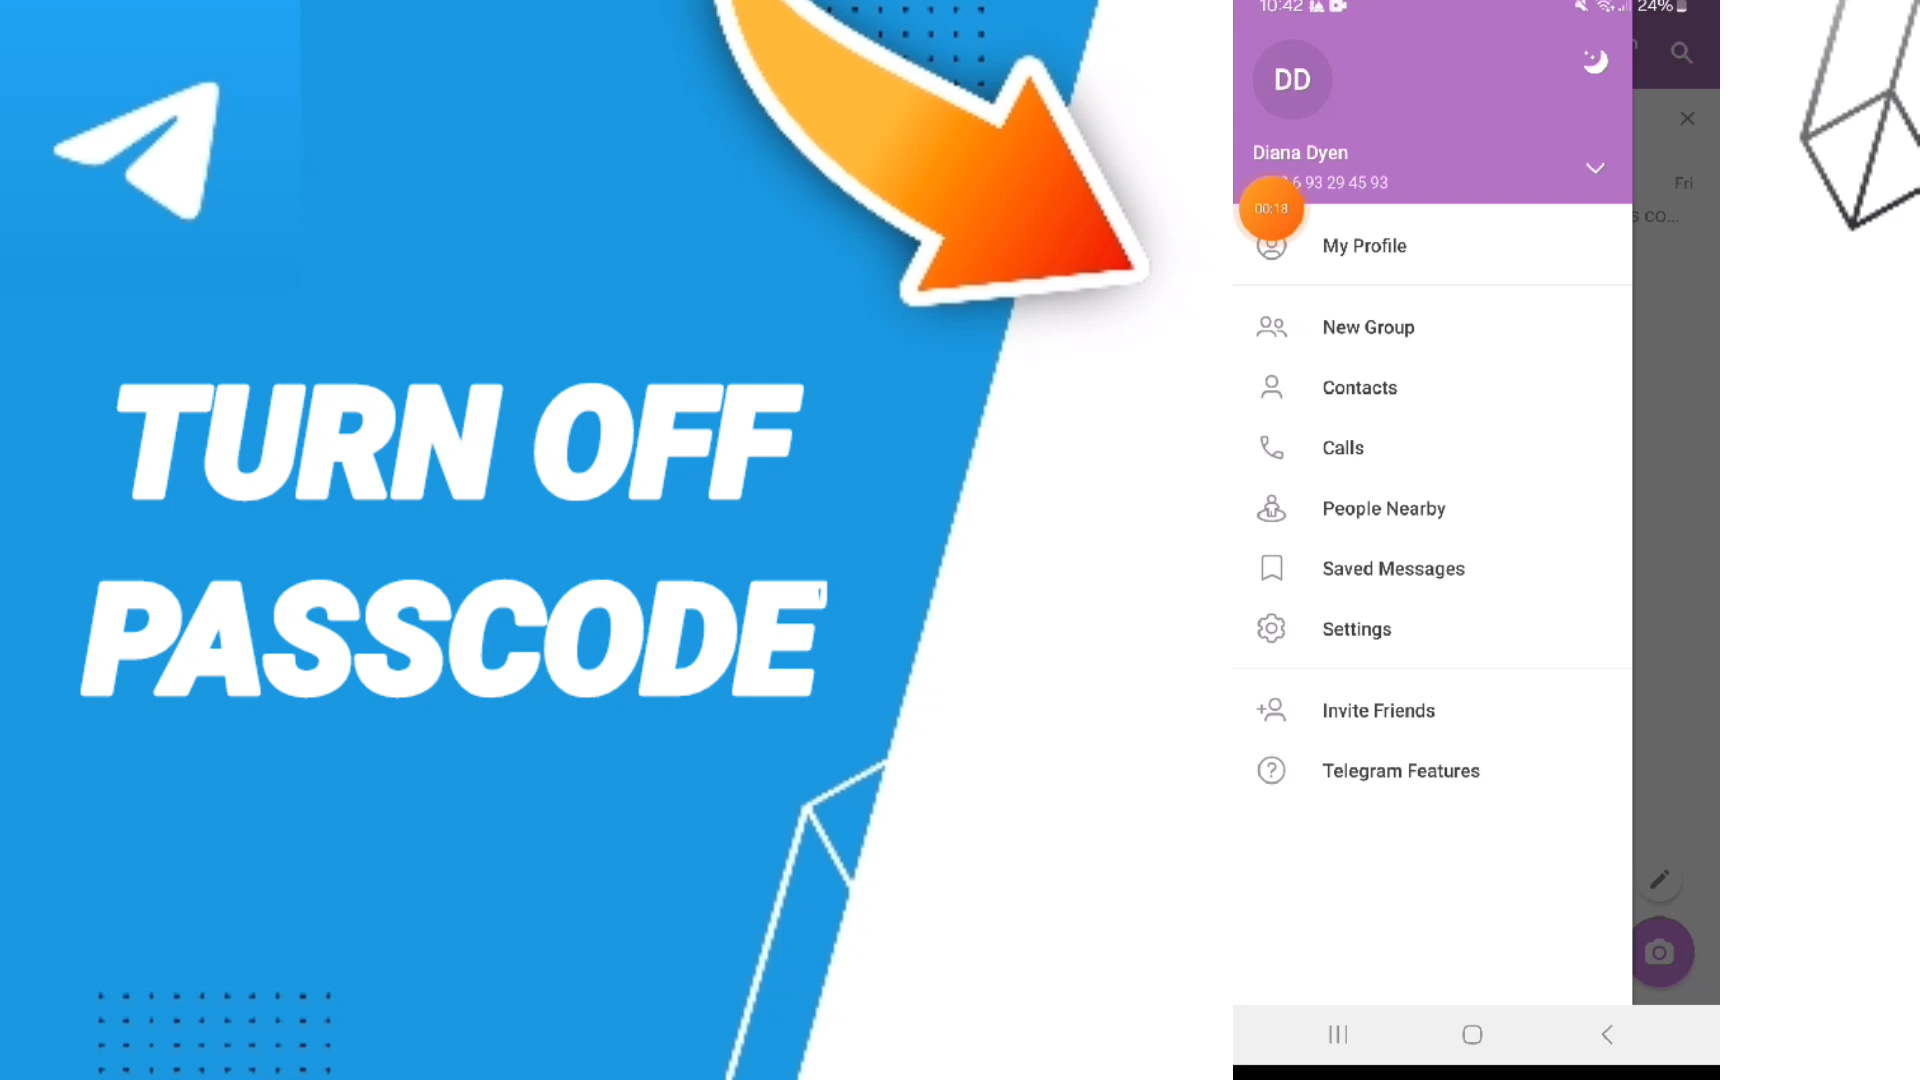 TURN OFF
PASSCODE
10:42
24%
DD
Diana Dyen
6 93 29 45 93
00:18
My Profile
Fri
s co...
New Group
Contacts
Calls
People Nearby
Saved Messages
Settings
Invite Friends
Telegram Features